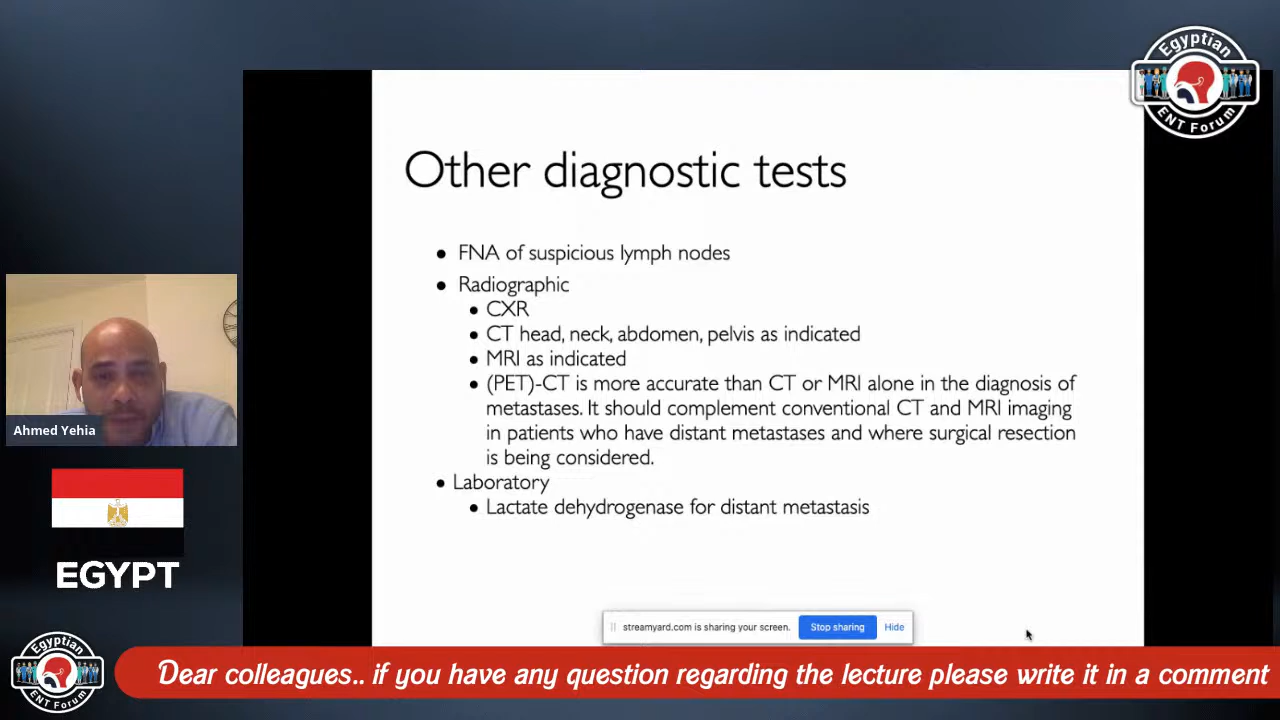 Egyptian
ENT Forum
Other diagnostic tests
• FNA of suspicious lymph nodes
• Radiographic
• CXR
• CT head, neck, abdomen, pelvis as indicated
• MRI as indicated
• (PET)-CT is more accurate than CT or MRI alone in the diagnosis of
metastases. It should complement conventional CT and MRI imaging
in patients who have distant metastases and where surgical resection
is being considered.
• Laboratory
• Lactate dehydrogenase for distant metastasis
Ahmed Yehia
EGYPT
streamyard.com is sharing your screen.
Stop sharing
Hide
Egyptian
ENT Forum
Dear colleagues.. if you have any question regarding the lecture please write it in a comment